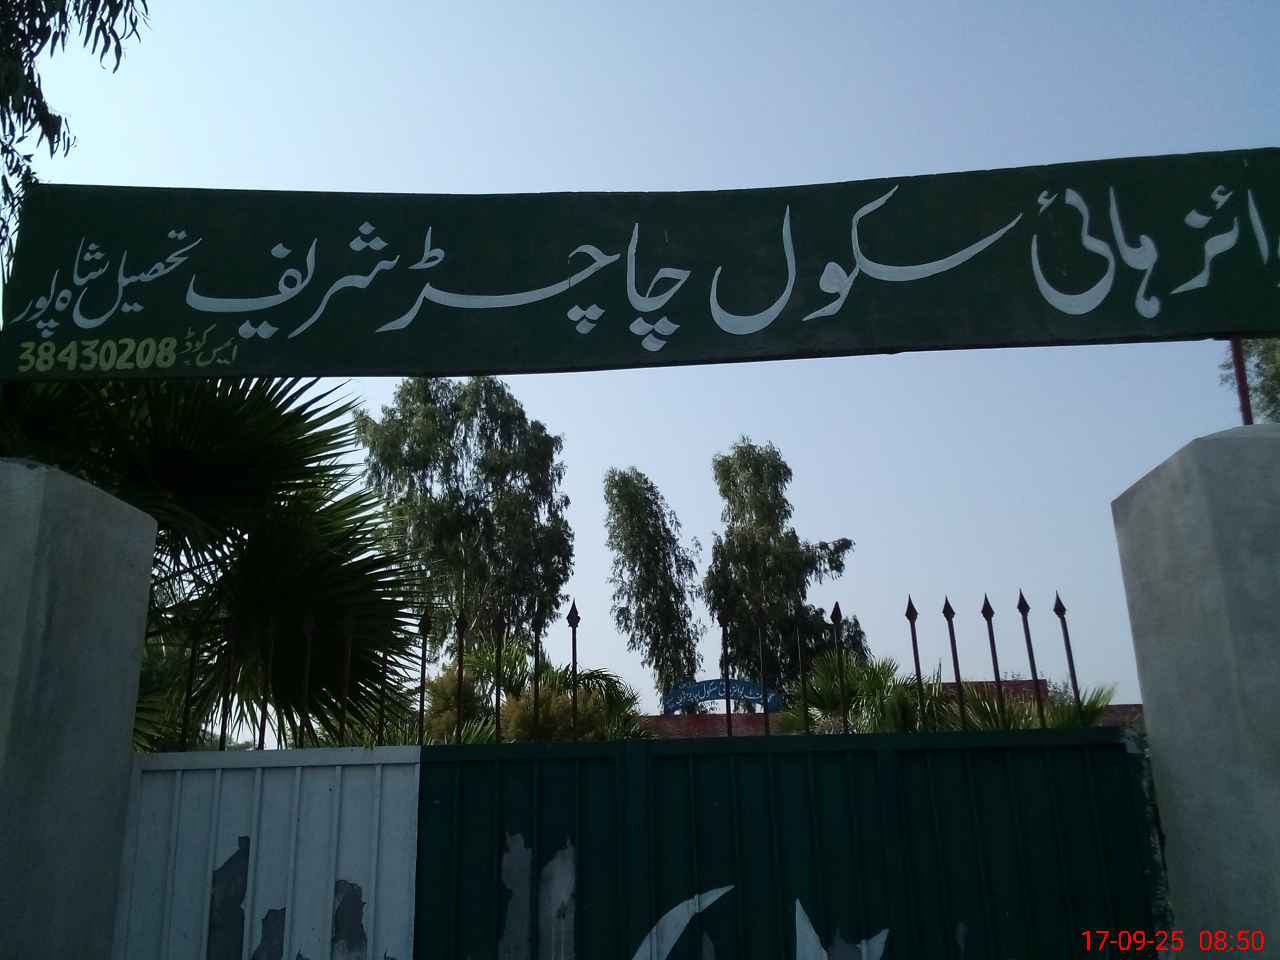 ائز ہائی سکول چاچڑ شریف تحصیل شاہ پور
ایمس کوڈ 38430208
17-09-25 08:50